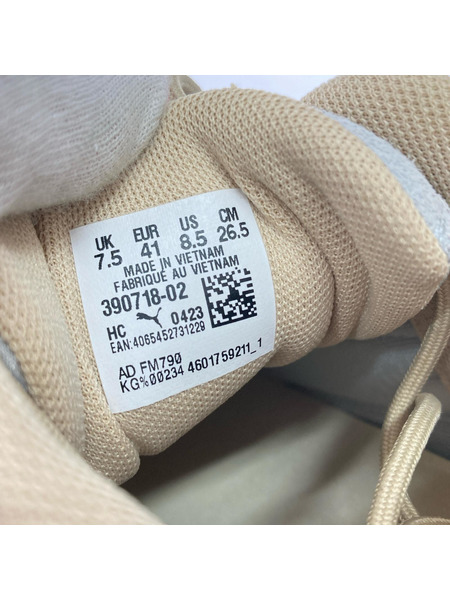 UK EUR US CM
7.5 41 8.5 26.5
MADE IN VIETNAM
FABRIQUÉ AU VIETNAM
390718-02
HC 0423
EAN:4065452731229
AD FM790
KG%00234 4601759211_1